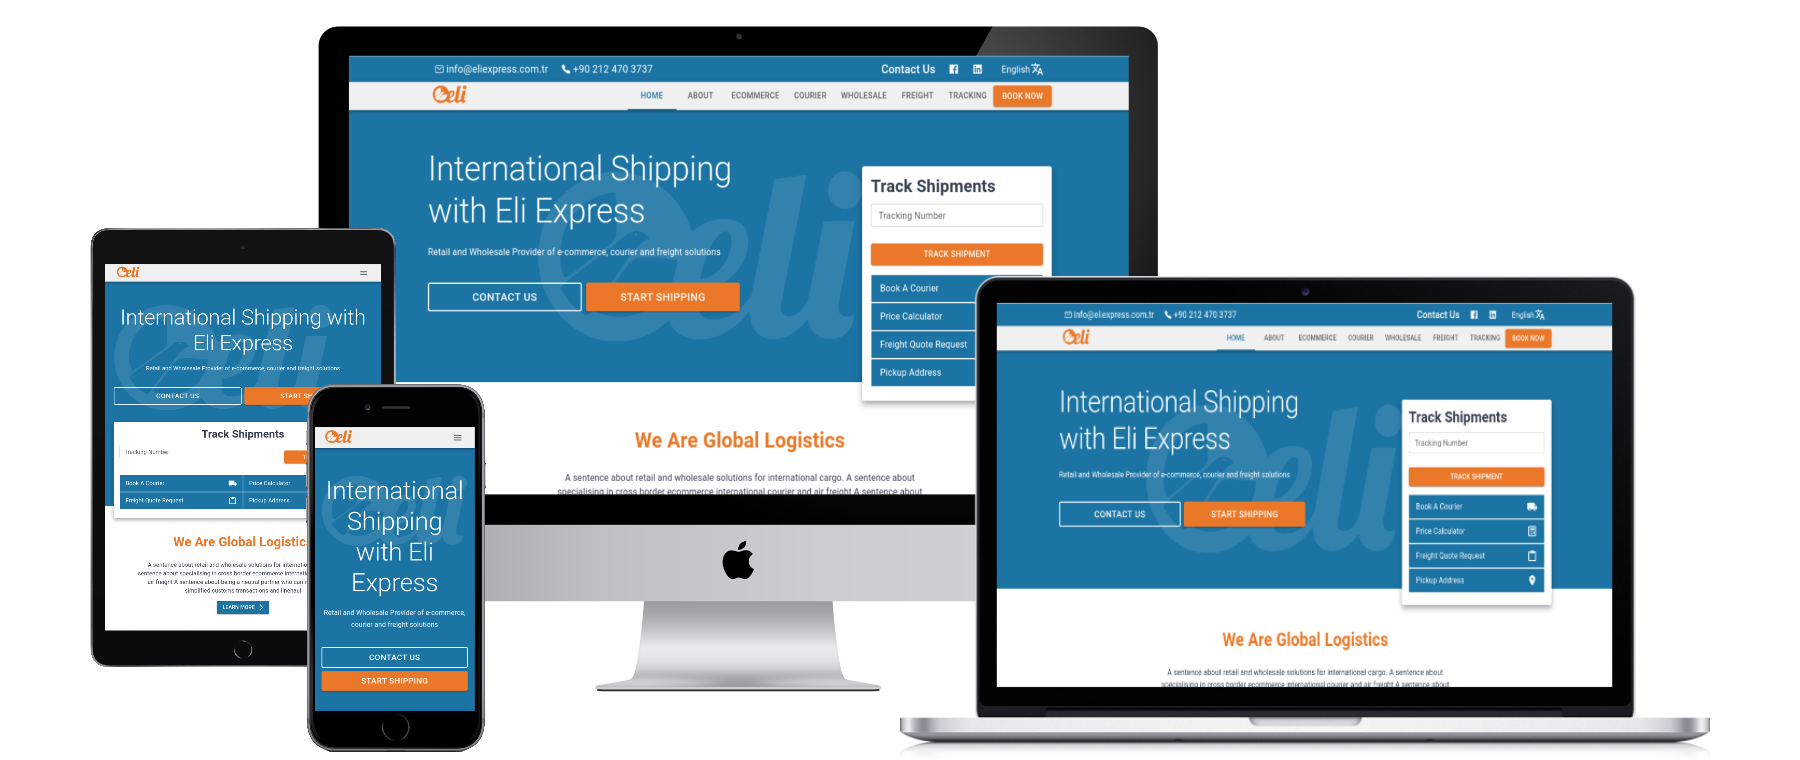 info@eliexpress.com.tr +90 212 470 3737 Contact Us English
eli
HOME ABOUT ECOMMERCE COURIER WHOLESALE FREIGHT TRACKING BOOK NOW
International Shipping
with Eli Express
Retail and Wholesale Provider of e-commerce, courier and freight solutions
CONTACT US START SHIPPING
Track Shipments
Tracking Number
TRACK SHIPMENT
Book A Courier
Price Calculator
Freight Quote Request
Pickup Address
We Are Global Logistics
A sentence about retail and wholesale solutions for international cargo. A sentence about
specialising in cross border ecommerce international courier and air freight A sentence about
eli
International Shipping with
Eli Express
Retail and Wholesale Provider of e-commerce, courier and freight solutions
CONTACT US START
Track Shipments
Tracking Number
Book A Courier Price Calculator
Freight Quote Request Pickup Address
We Are Global Logistics
A sentence about retail and wholesale solutions for
sentence about specialising in cross border ecommerce
air freight A sentence about being a neutral partner who can
simplified customs transactions and linehaul
LEARN MORE
eli
International
Shipping
with Eli
Express
Retail and Wholesale Provider of e-commerce,
courier and freight solutions
CONTACT US
START SHIPPING
info@eliexpress.com.tr +90 212 470 3737 Contact Us English
eli
HOME ABOUT ECOMMERCE COURIER WHOLESALE FREIGHT TRACKING BOOK NOW
International Shipping
with Eli Express
Retail and Wholesale Provider of e-commerce, courier and freight solutions
CONTACT US START SHIPPING
Track Shipments
Tracking Number
TRACK SHIPMENT
Book A Courier
Price Calculator
Freight Quote Request
Pickup Address
We Are Global Logistics
A sentence about retail and wholesale solutions for international cargo. A sentence about
specialising in cross border ecommerce international courier and air freight A sentence about